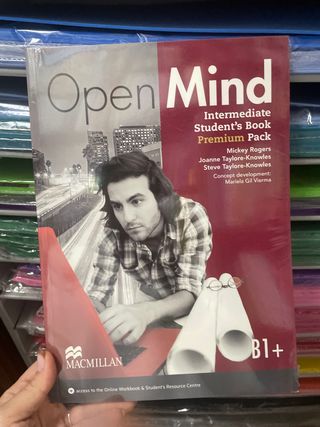 Open Mind
Intermediate
Student's Book
Premium Pack
Mickey Rogers
Joanne Taylore-Knowles
Steve Taylore-Knowles
Concept development:
Mariela Gil Vierma
B1+
MACMILLAN
+ access to the Online Workbook & Student's Resource Centre